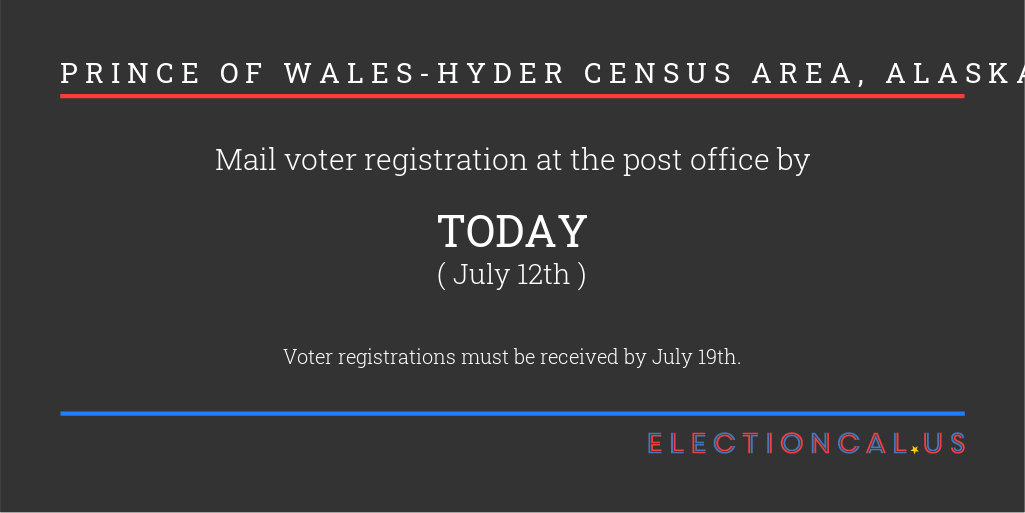 PRINCE OF WALES-HYDER CENSUS AREA, ALASKA
Mail voter registration at the post office by
TODAY
( July 12th )
Voter registrations must be received by July 19th.
ELECTIONCAL.US